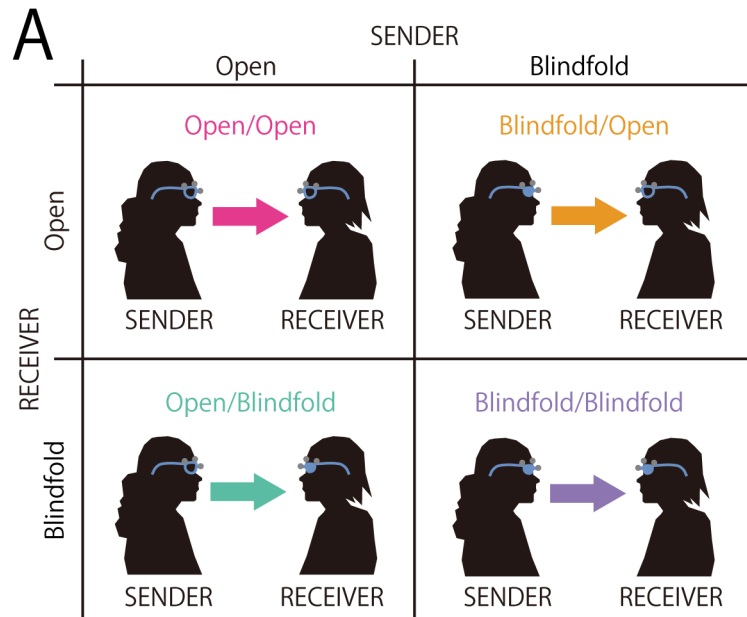 A
SENDER
Open
Blindfold
RECEIVER
Open
Open/Open
Blindfold/Open
SENDER
RECEIVER
SENDER
RECEIVER
Blindfold
Open/Blindfold
Blindfold/Blindfold
SENDER
RECEIVER
SENDER
RECEIVER